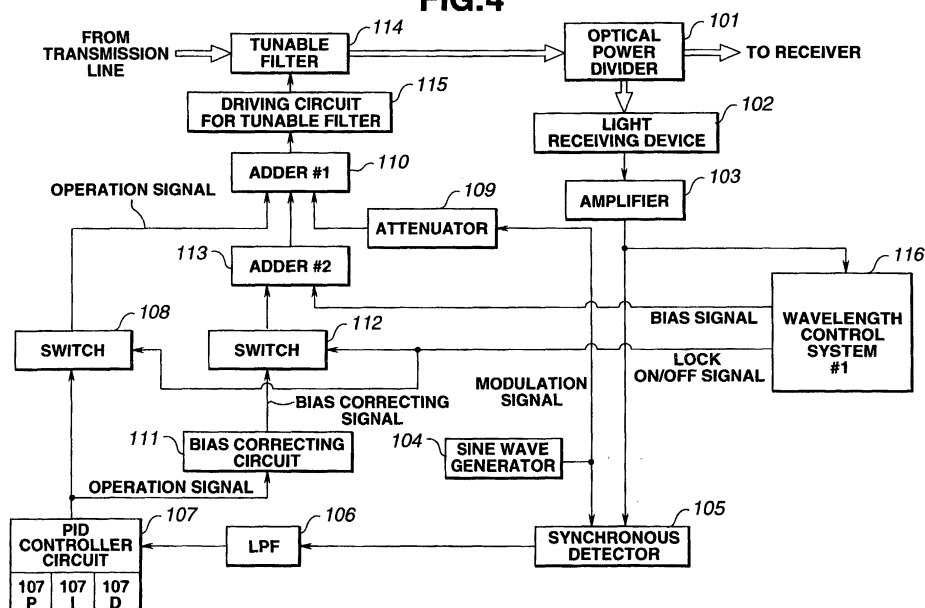 FIG.4
FROM
TRANSMISSION
LINE
TUNABLE
FILTER
114
OPTICAL
POWER
DIVIDER
101
TO RECEIVER
DRIVING CIRCUIT
FOR TUNABLE FILTER
115
LIGHT
RECEIVING DEVICE
102
ADDER #1
110
AMPLIFIER
103
OPERATION SIGNAL
ATTENUATOR
109
113
ADDER #2
116
WAVELENGTH
CONTROL
SYSTEM
#1
BIAS SIGNAL
SWITCH
108
SWITCH
112
LOCK
ON/OFF SIGNAL
MODULATION
SIGNAL
BIAS CORRECTING
SIGNAL
111
BIAS CORRECTING
CIRCUIT
104
SINE WAVE
GENERATOR
OPERATION SIGNAL
PID
CONTROLLER
CIRCUIT
107
LPF
106
SYNCHRONOUS
DETECTOR
105
107 107 107
P I D